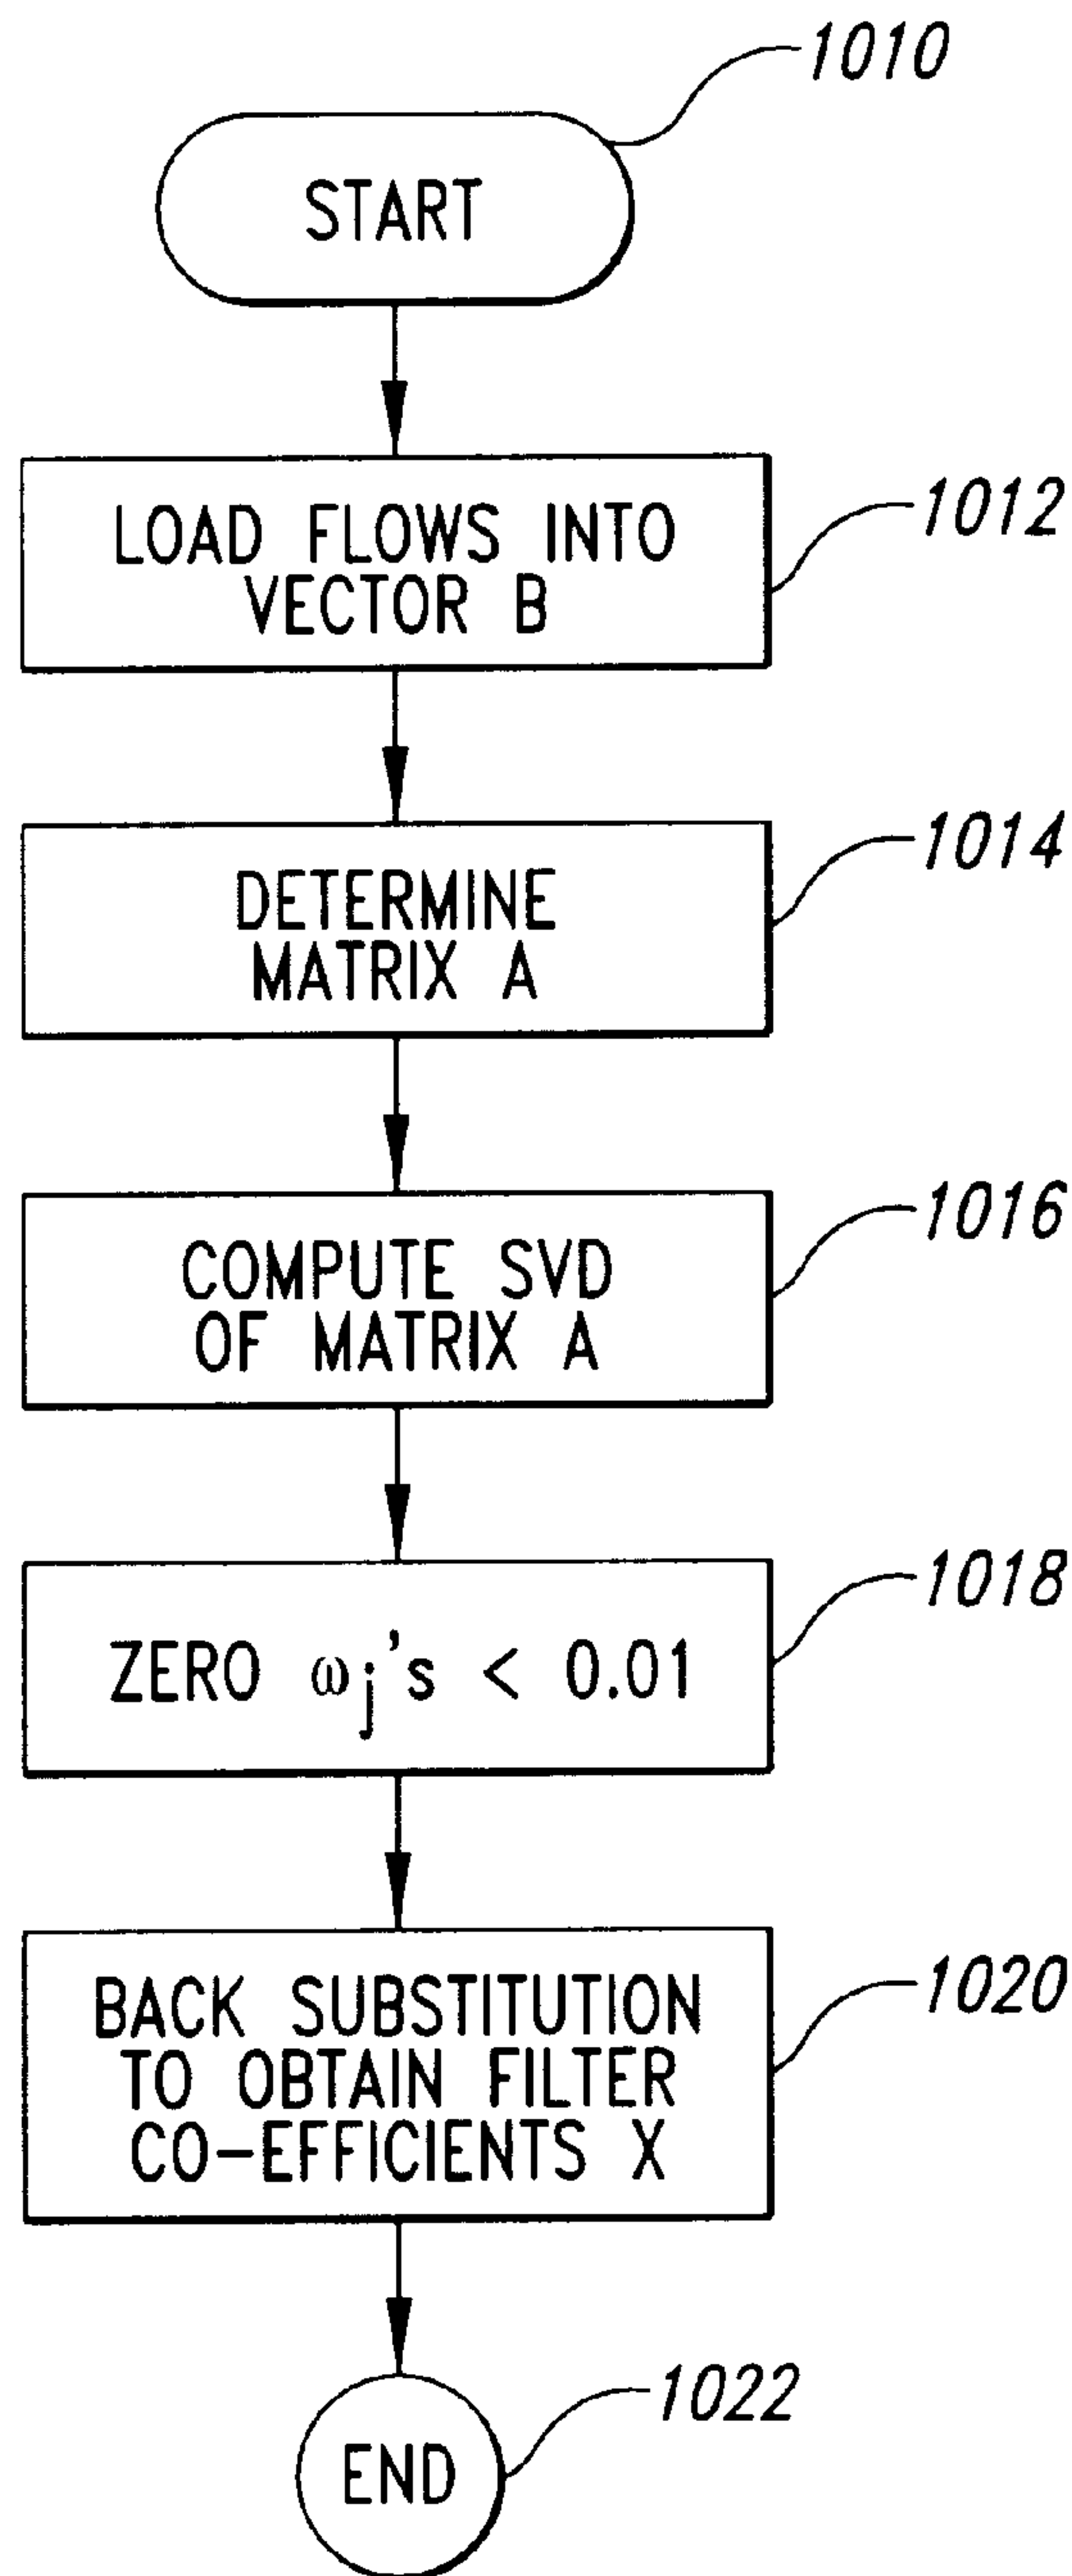 1010
START
1012
LOAD FLOWS INTO
VECTOR B
1014
DETERMINE
MATRIX A
1016
COMPUTE SVD
OF MATRIX A
1018
ZERO ωj's < 0.01
1020
BACK SUBSTITUTION
TO OBTAIN FILTER
CO-EFFICIENTS X
1022
END